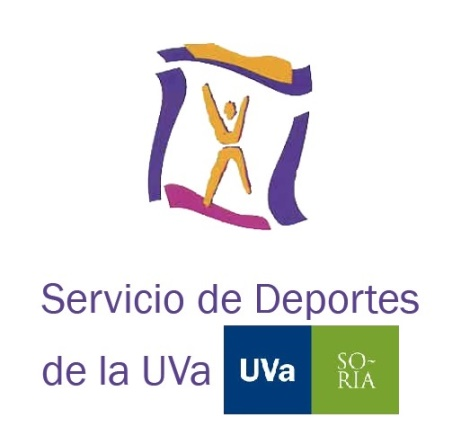 Servicio de Deportes
de la UVa UVa SO~
RIA